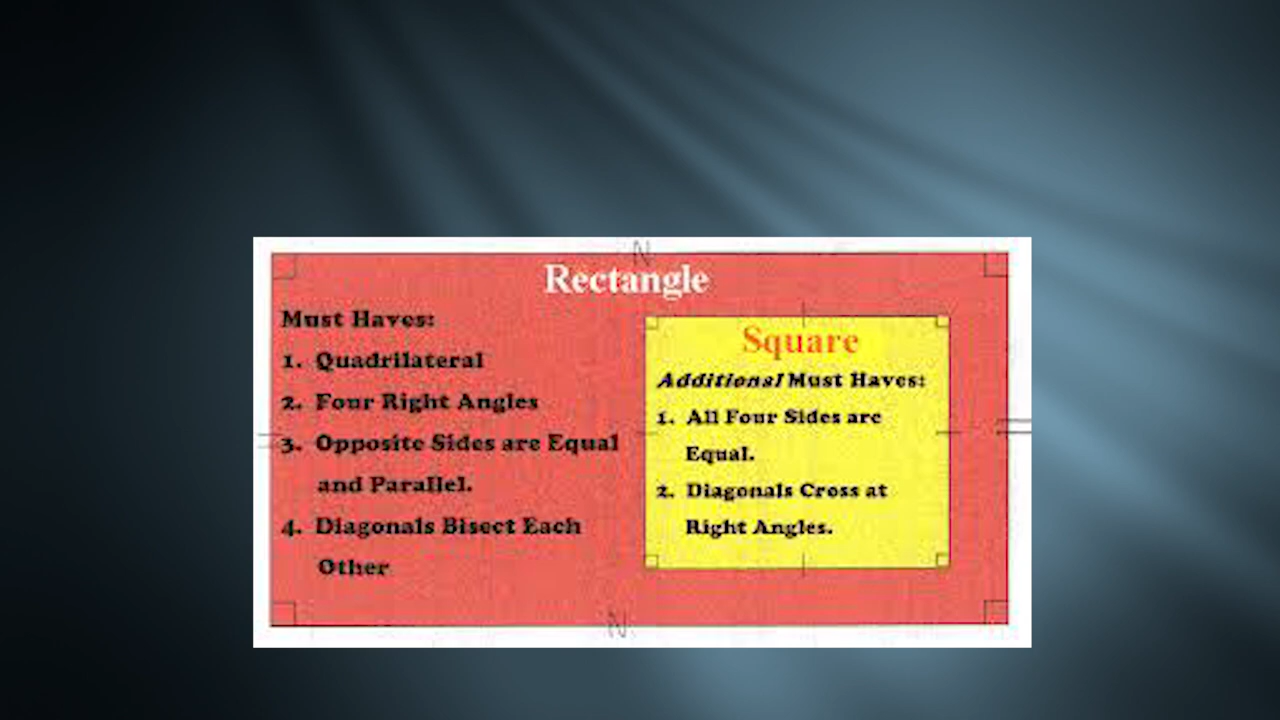 Rectangle
Must Haves:
1. Quadrilateral
2. Four Right Angles
3. Opposite Sides are Equal
and Parallel.
4. Diagonals Bisect Each
Other
Square
Additional Must Haves:
1. All Four Sides are
Equal.
2. Diagonals Cross at
Right Angles.